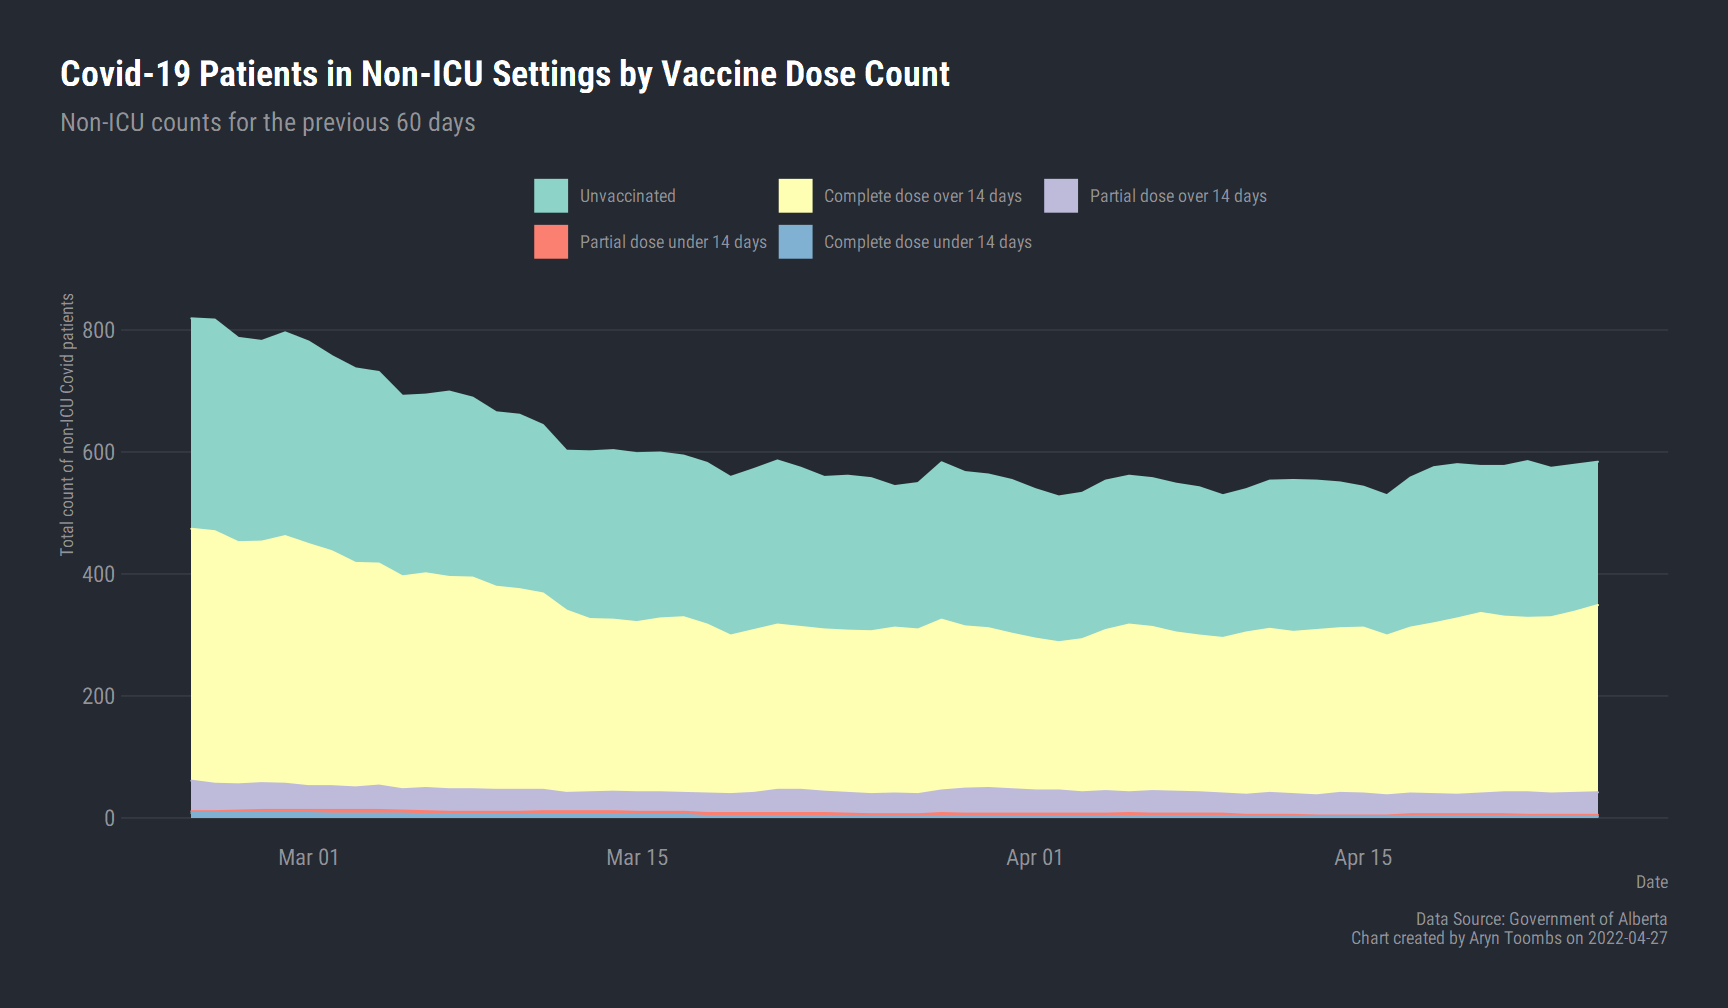 Covid-19 Patients in Non-ICU Settings by Vaccine Dose Count
Non-ICU counts for the previous 60 days
Unvaccinated
Complete dose over 14 days
Partial dose over 14 days
Partial dose under 14 days
Complete dose under 14 days
Total count of non-ICU Covid patients
800
600
400
200
0
Mar 01
Mar 15
Apr 01
Apr 15
Date
Data Source: Government of Alberta
Chart created by Aryn Toombs on 2022-04-27